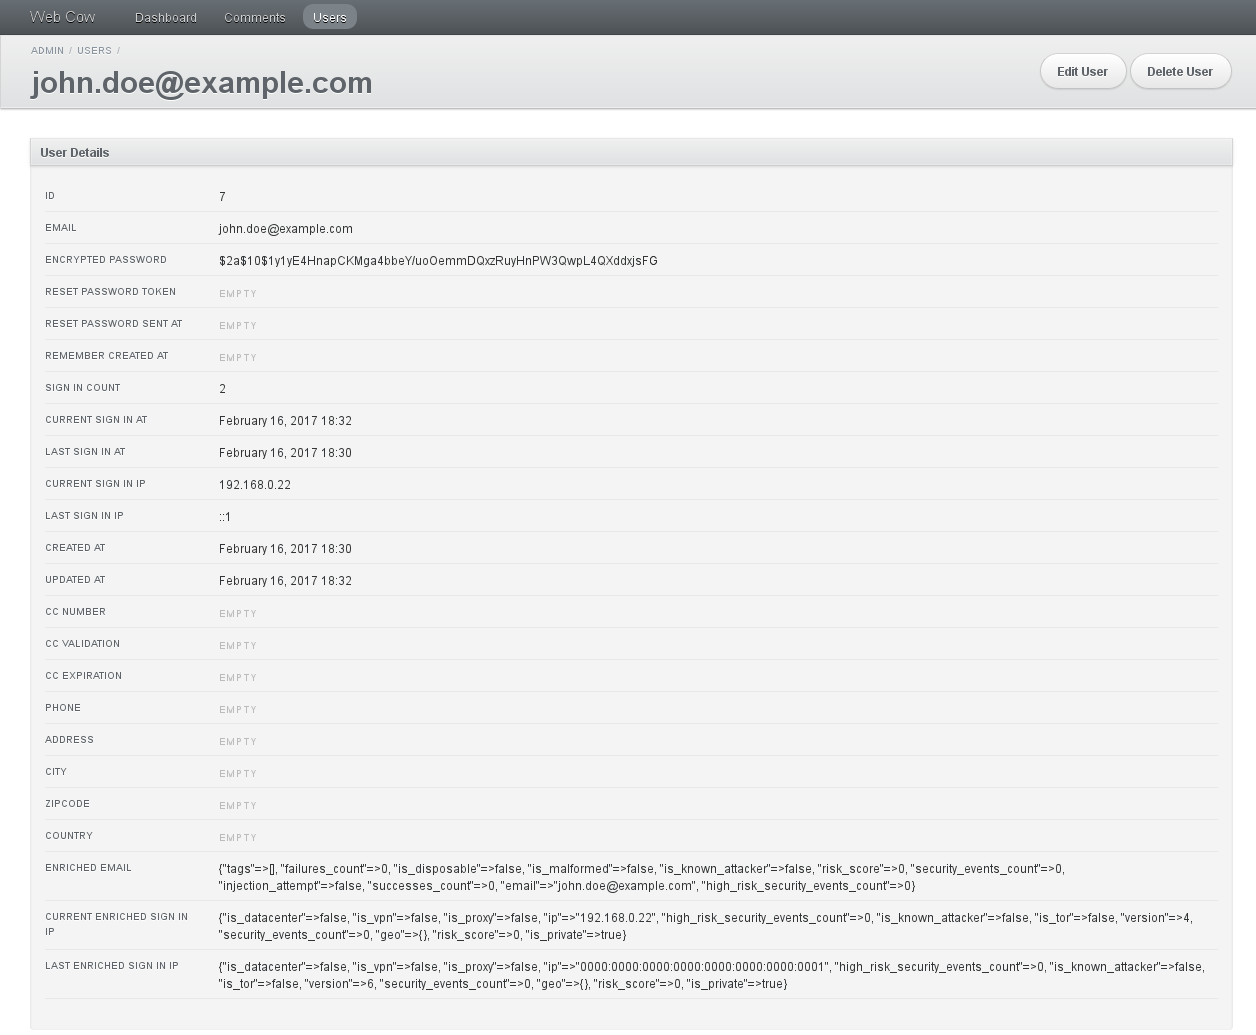 Web Cow Dashboard Comments Users
ADMIN / USERS /
john.doe@example.com
Edit User Delete User
User Details
ID 7
EMAIL john.doe@example.com
ENCRYPTED PASSWORD $2a$10$1y1yE4HnapCKMga4bbeY/uoOemmDQxzRuyHnPW3QwpL4QXddxjsFG
RESET PASSWORD TOKEN EMPTY
RESET PASSWORD SENT AT EMPTY
REMEMBER CREATED AT EMPTY
SIGN IN COUNT 2
CURRENT SIGN IN AT February 16, 2017 18:32
LAST SIGN IN AT February 16, 2017 18:30
CURRENT SIGN IN IP 192.168.0.22
LAST SIGN IN IP ::1
CREATED AT February 16, 2017 18:30
UPDATED AT February 16, 2017 18:32
CC NUMBER EMPTY
CC VALIDATION EMPTY
CC EXPIRATION EMPTY
PHONE EMPTY
ADDRESS EMPTY
CITY EMPTY
ZIPCODE EMPTY
COUNTRY EMPTY
ENRICHED EMAIL {"tags"=>[], "failures_count"=>0, "is_disposable"=>false, "is_malformed"=>false, "is_known_attacker"=>false, "risk_score"=>0, "security_events_count"=>0,
"injection_attempt"=>false, "successes_count"=>0, "email"=>"john.doe@example.com", "high_risk_security_events_count"=>0}
CURRENT ENRICHED SIGN IN {"is_datacenter"=>false, "is_vpn"=>false, "is_proxy"=>false, "ip"=>"192.168.0.22", "high_risk_security_events_count"=>0, "is_known_attacker"=>false, "is_tor"=>false, "version"=>4,
IP "security_events_count"=>0, "geo"=>{}, "risk_score"=>0, "is_private"=>true}
LAST ENRICHED SIGN IN IP {"is_datacenter"=>false, "is_vpn"=>false, "is_proxy"=>false, "ip"=>"0000:0000:0000:0000:0000:0000:0000:0001", "high_risk_security_events_count"=>0, "is_known_attacker"=>false,
"is_tor"=>false, "version"=>6, "security_events_count"=>0, "geo"=>{}, "risk_score"=>0, "is_private"=>true}